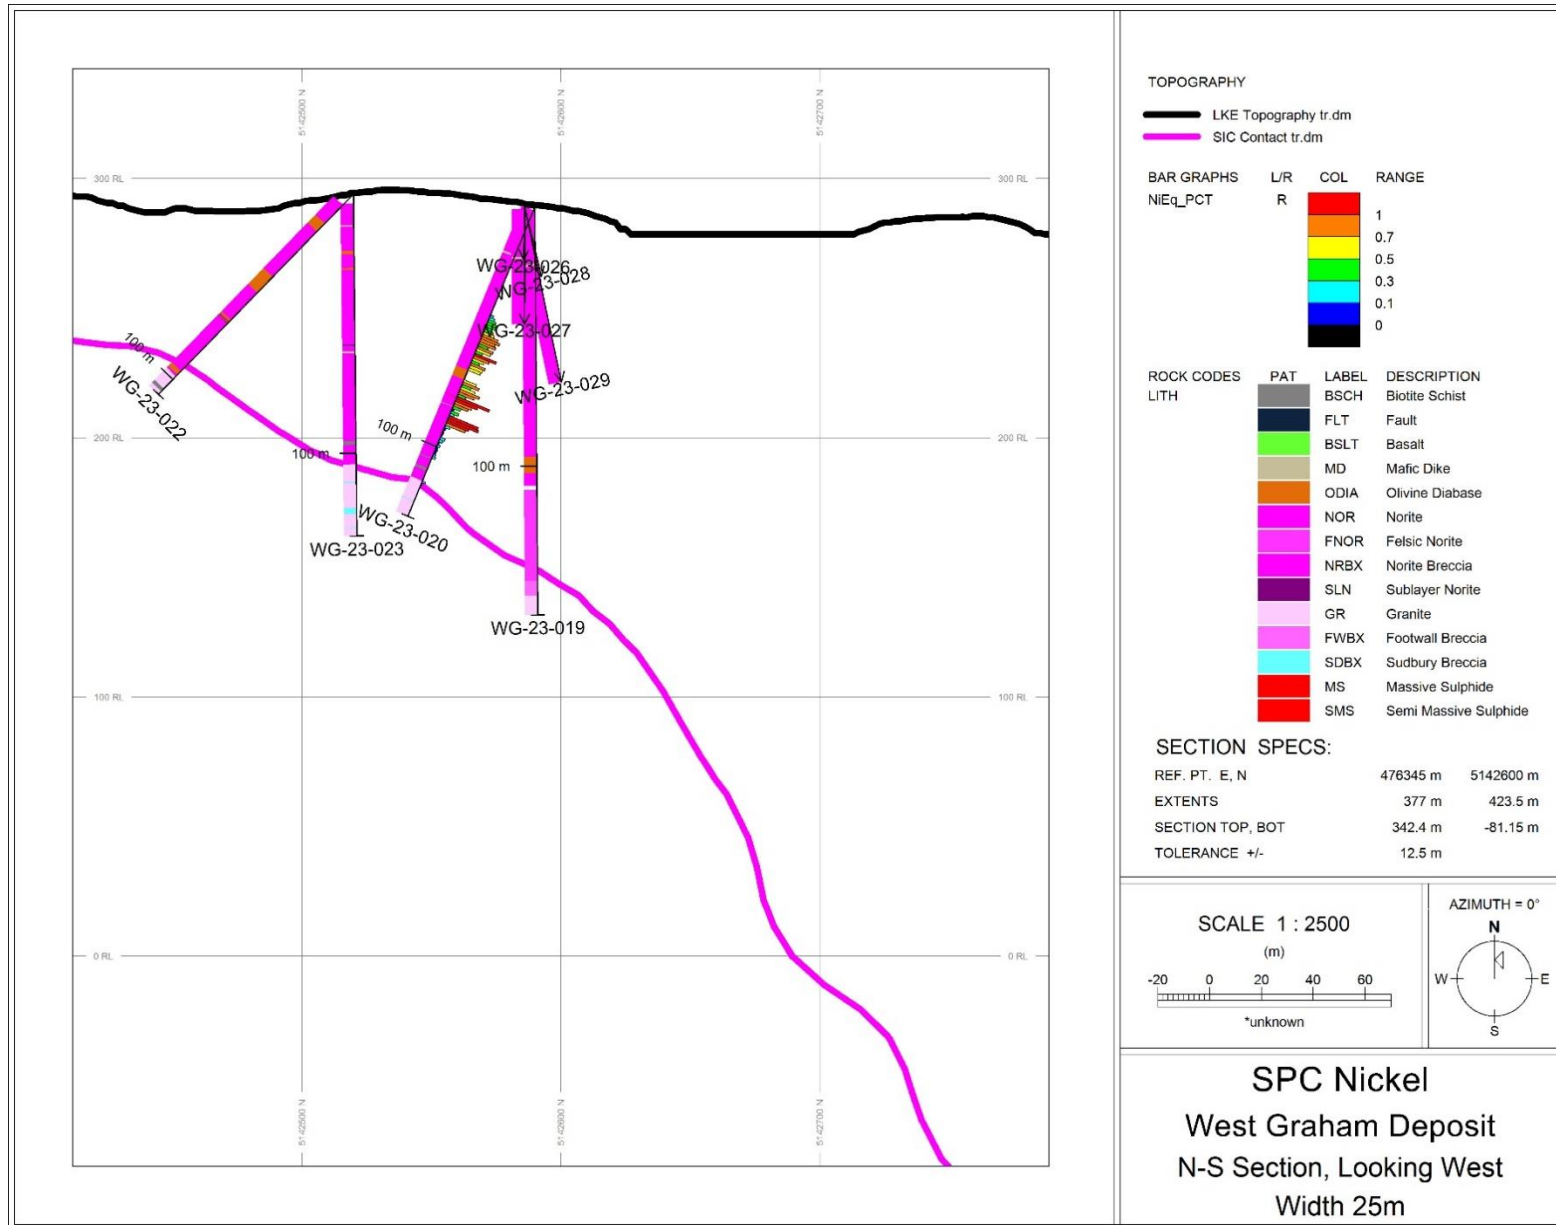 5142500 N
5142600 N
5142700 N
300 RL
300 RL
WG-23-026
WG-23-028
WG-23-027
WG-23-029
100 m
WG-23-022
200 RL
200 RL
100 m
100 m
100 m
WG-23-020
WG-23-023
WG-23-019
100 RL
100 RL
0 RL
0 RL
5142500 N
5142600 N
5142700 N
TOPOGRAPHY
LKE Topography tr.dm
SIC Contact tr.dm
BAR GRAPHS L/R COL RANGE
NiEq_PCT R
1
0.7
0.5
0.3
0.1
0
ROCK CODES PAT LABEL DESCRIPTION
LITH BSCH Biotite Schist
FLT Fault
BSLT Basalt
MD Mafic Dike
ODIA Olivine Diabase
NOR Norite
FNOR Felsic Norite
NRBX Norite Breccia
SLN Sublayer Norite
GR Granite
FWBX Footwall Breccia
SDBX Sudbury Breccia
MS Massive Sulphide
SMS Semi Massive Sulphide
SECTION SPECS:
REF. PT. E, N 476345 m 5142600 m
EXTENTS 377 m 423.5 m
SECTION TOP, BOT 342.4 m -81.15 m
TOLERANCE +/- 12.5 m
SCALE 1 : 2500
(m)
-20 0 20 40 60
*unknown
AZIMUTH = 0°
N
W E
S
SPC Nickel
West Graham Deposit
N-S Section, Looking West
Width 25m